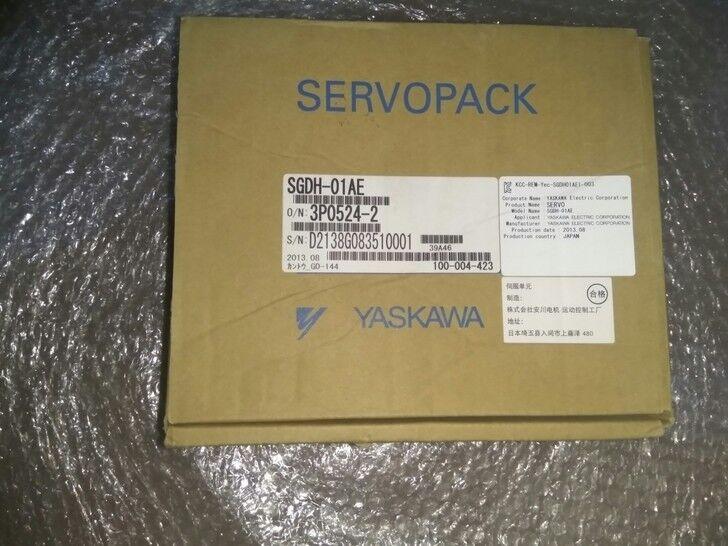 SERVOPACK
SGDH-01AE
O/N: 3P0524-2
S/N: D2138G083510001
39A46
2013.08
カントウ_GO-144
100-004-423
KCC-REM-Yec-SGDH01AE1-003
Corporate Name YASKAWA Electric Corporation
Product Name SERVO
Model Name SGDH-01AE
Applicant YASKAWA ELECTRIC CORPORATION
Manufacturer YASKAWA ELECTRIC CORPORATION
Production date 2013.08
Production country JAPAN
伺服单元
合格
制造:
株式会社安川电机 运动控制工厂
地址:
日本埼玉县入间市上藤泽 480
YASKAWA